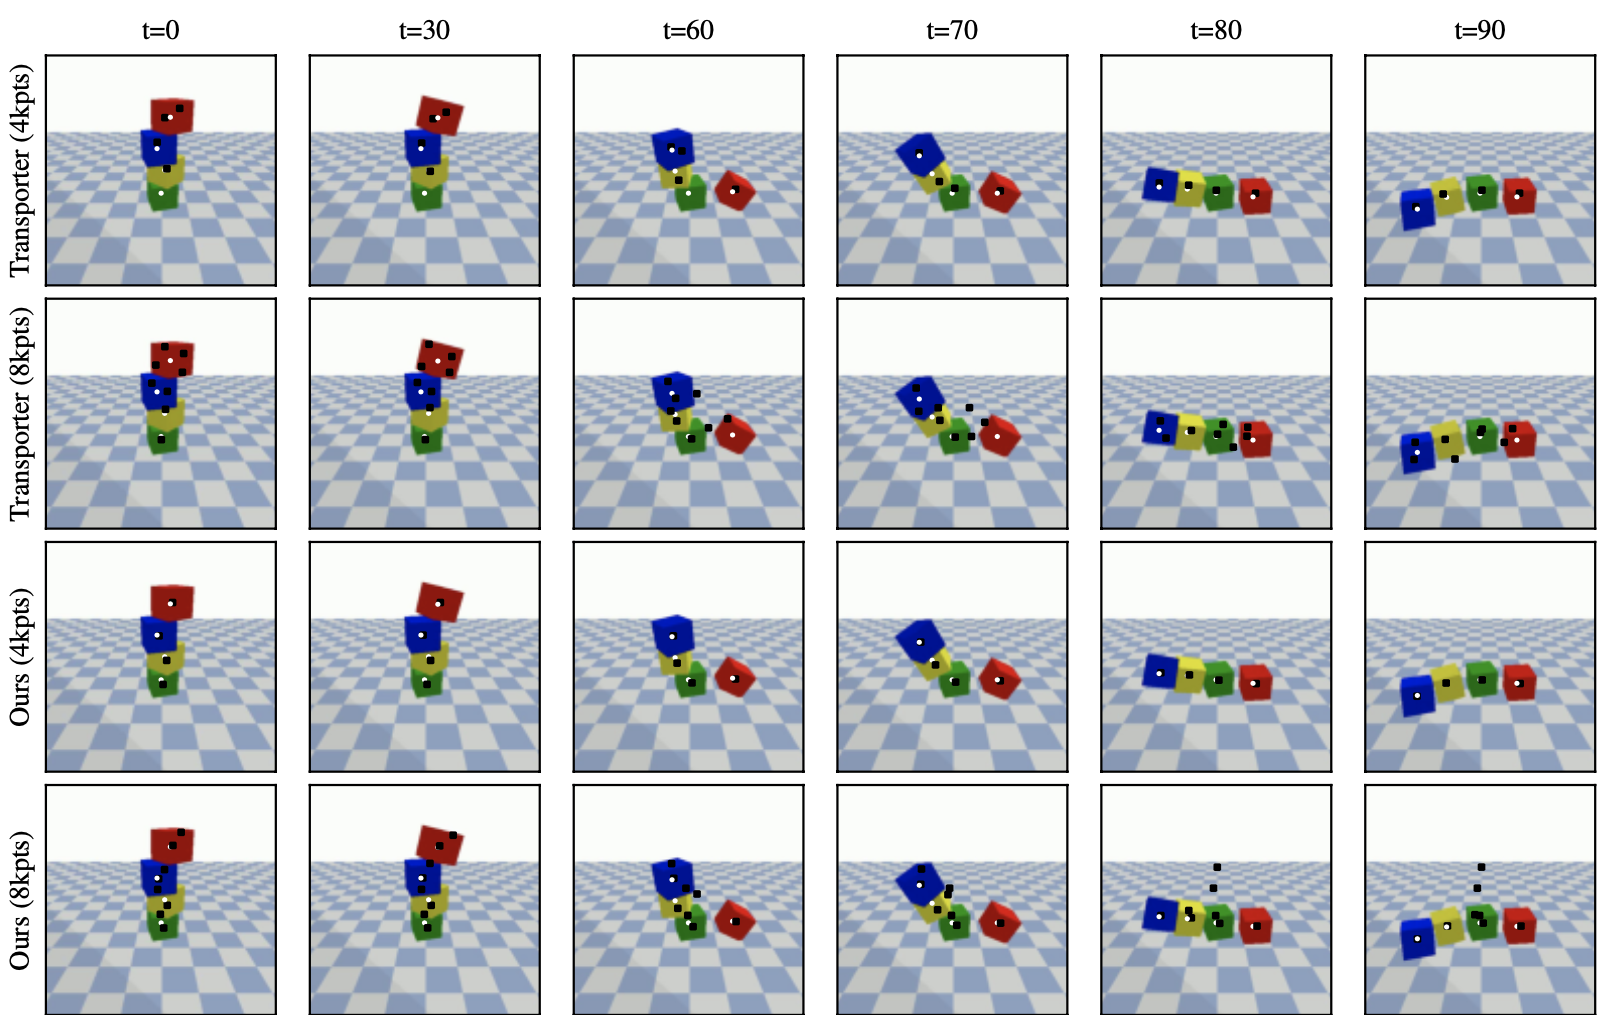 t=0 t=30 t=60 t=70 t=80 t=90
Transporter (4kpts)
Transporter (8kpts)
Ours (4kpts)
Ours (8kpts)